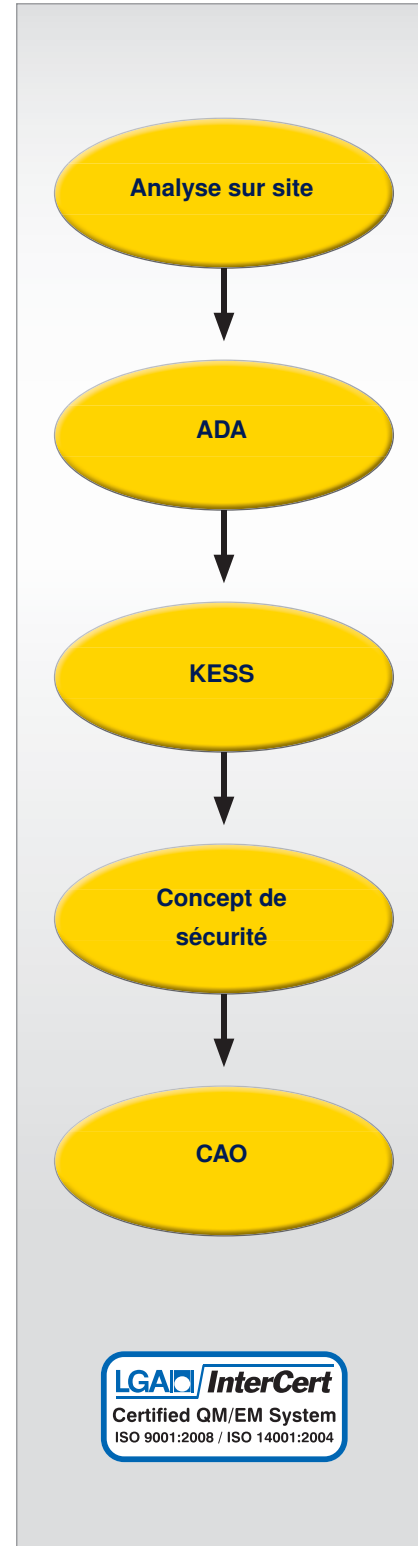 Analyse sur site
ADA
KESS
Concept de
sécurité
CAO
LGA InterCert
Certified QM/EM System
ISO 9001:2008 / ISO 14001:2004